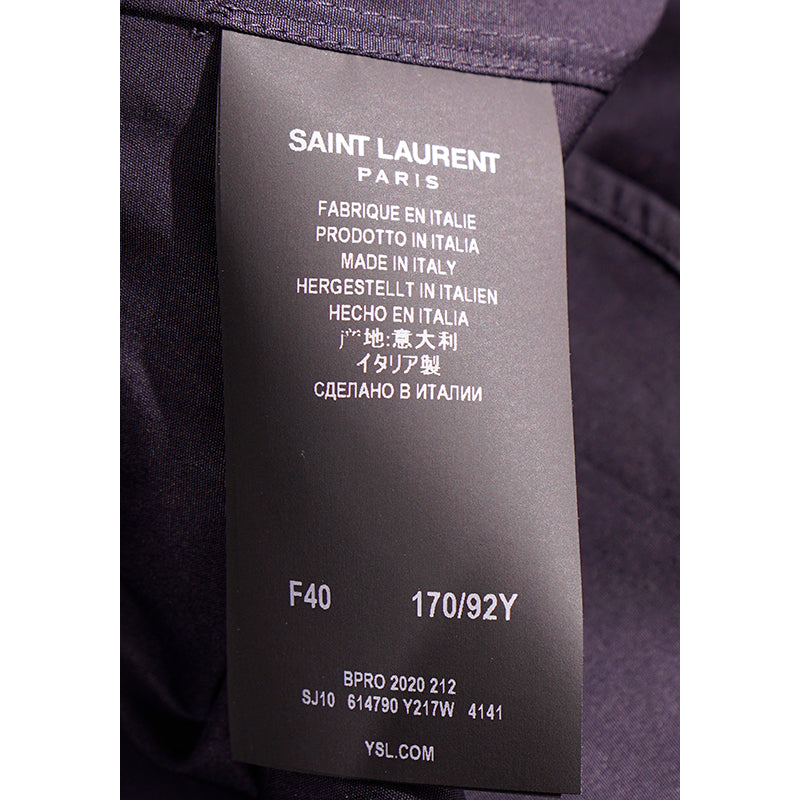 SAINT LAURENT
PARIS
FABRIQUE EN ITALIE
PRODOTTO IN ITALIA
MADE IN ITALY
HERGESTELLT IN ITALIEN
HECHO EN ITALIA
产地:意大利
イタリア製
СДЕЛАНО В ИТАЛИИ
F40 170/92Y
BPRO 2020 212
SJ10 614790 Y217W 4141
YSL.COM